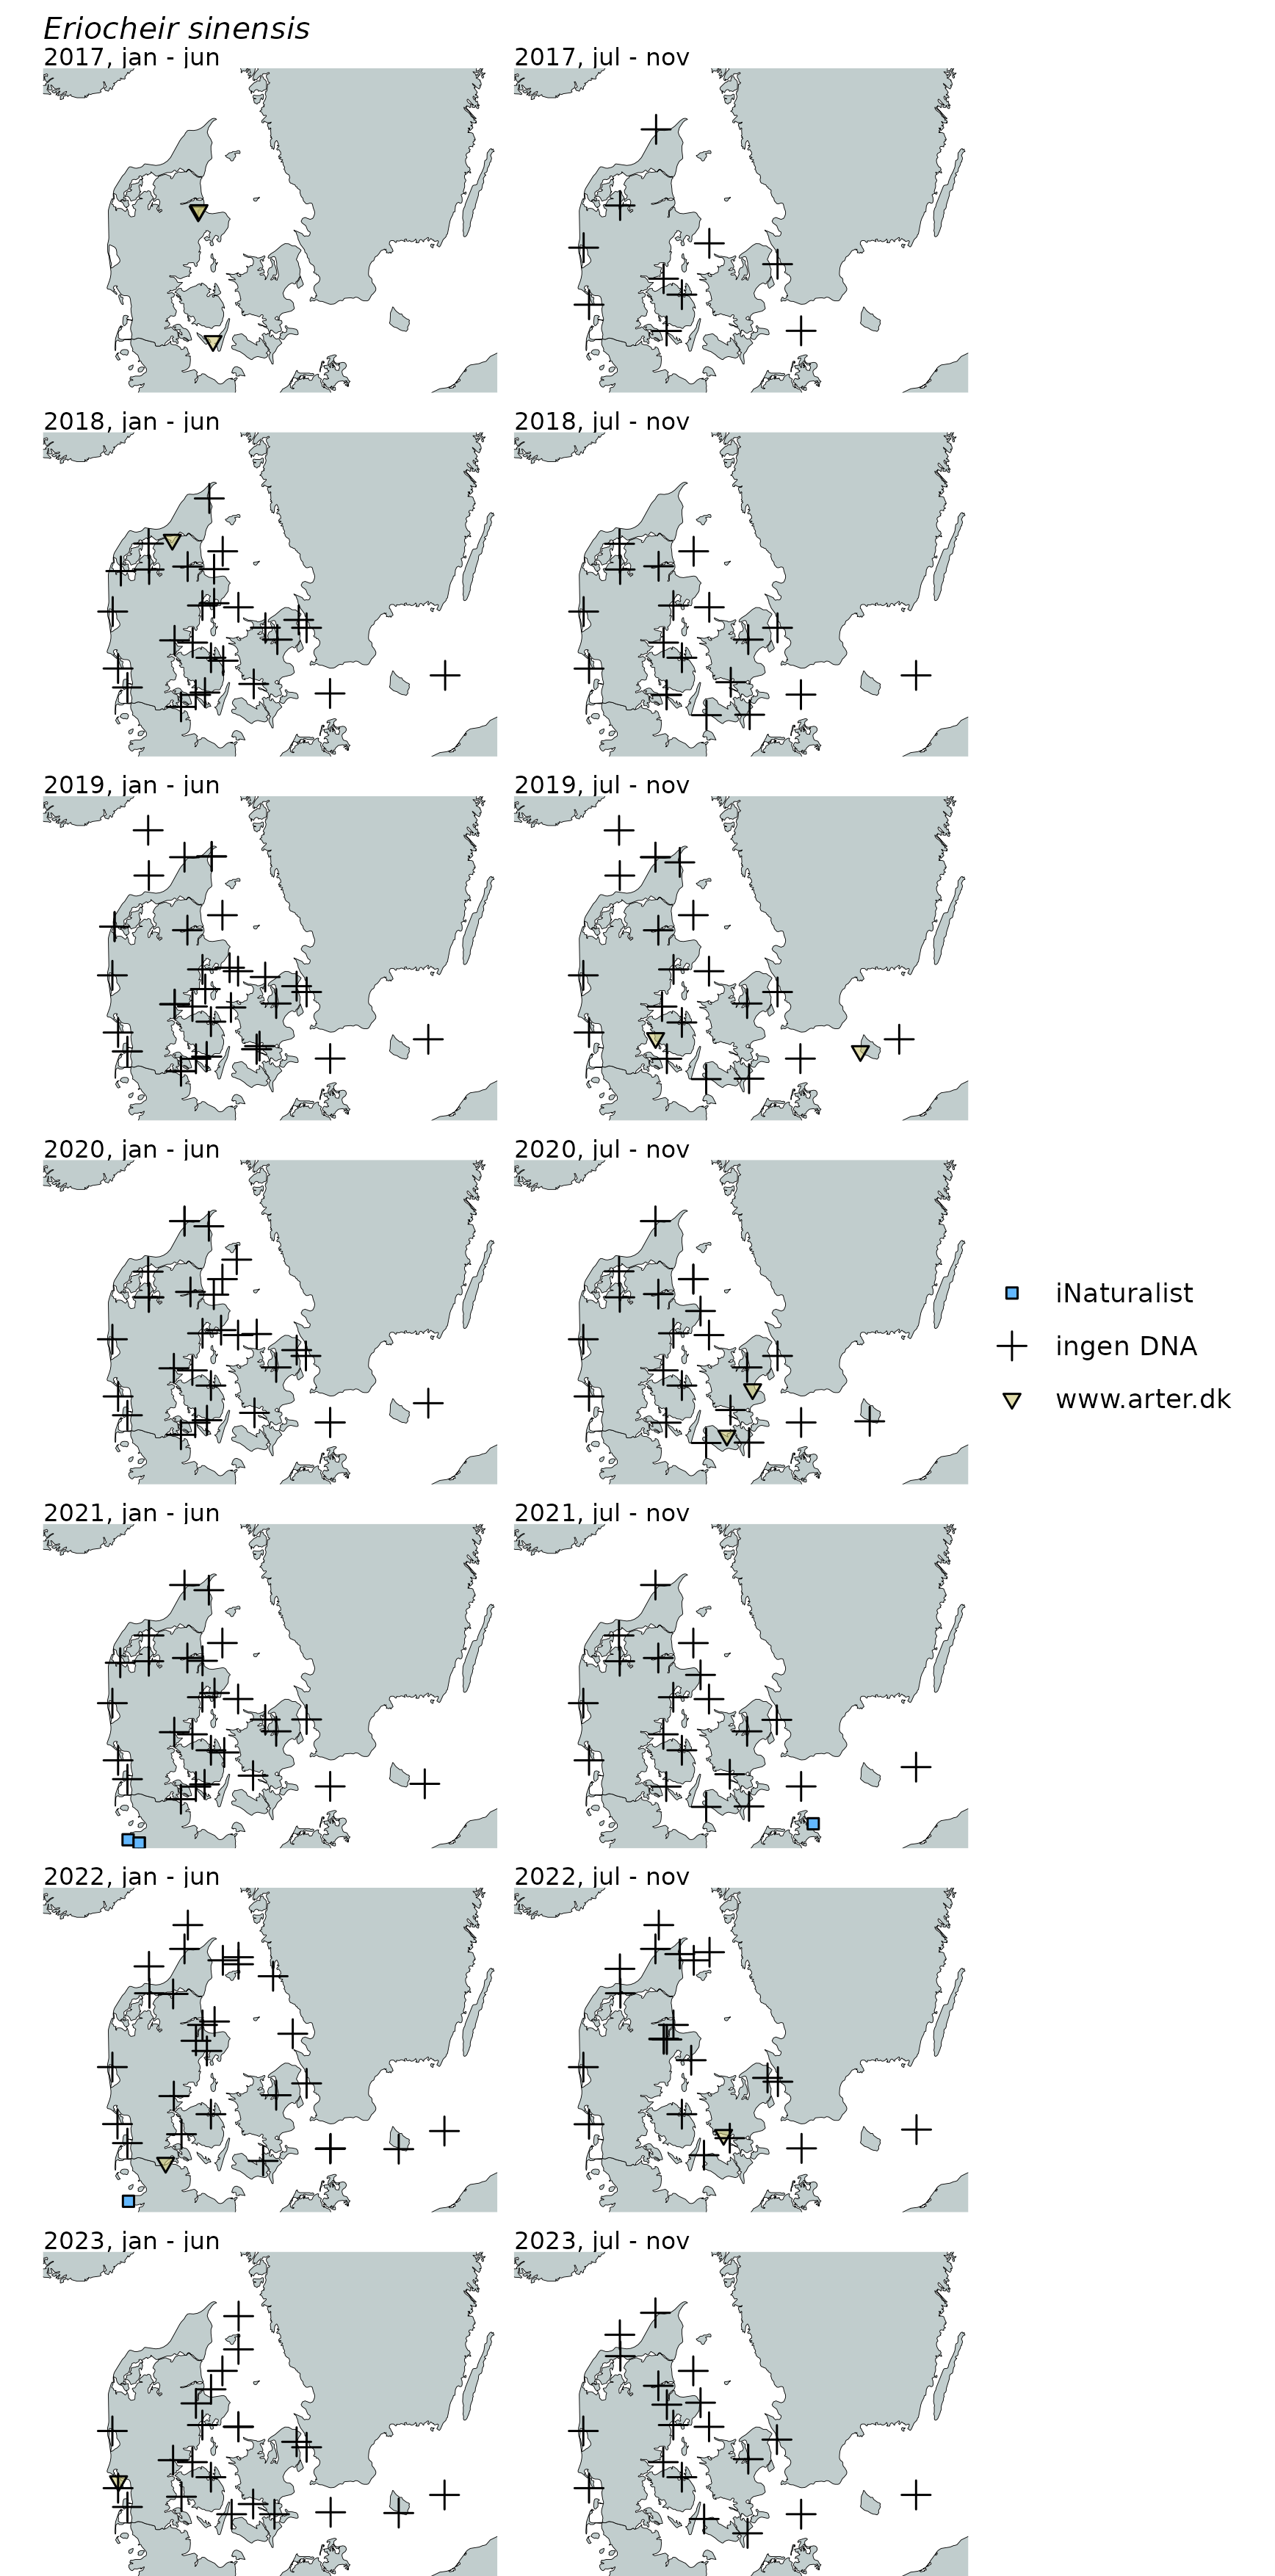 Eriocheir sinensis
2017, jan - jun
2017, jul - nov
2018, jan - jun
2018, jul - nov
2019, jan - jun
2019, jul - nov
2020, jan - jun
2020, jul - nov
iNaturalist
ingen DNA
www.arter.dk
2021, jan - jun
2021, jul - nov
2022, jan - jun
2022, jul - nov
2023, jan - jun
2023, jul - nov